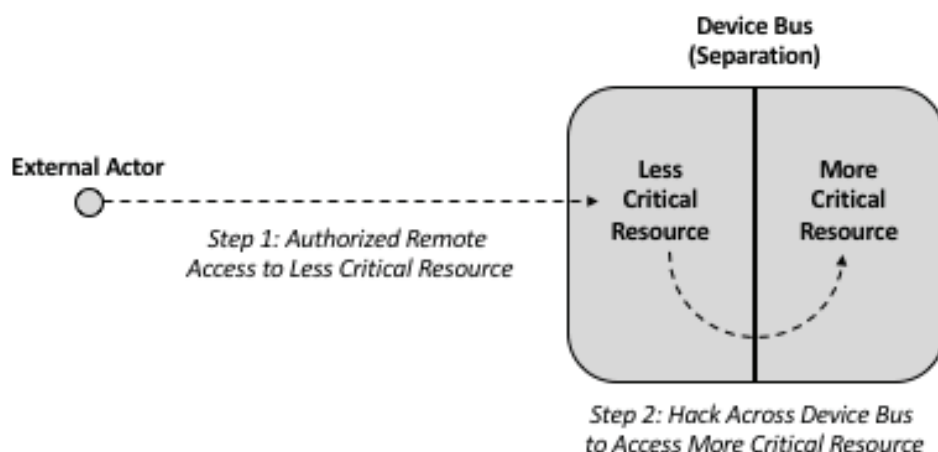 Device Bus
(Separation)
External Actor
Less
Critical
Resource
More
Critical
Resource
Step 1: Authorized Remote
Access to Less Critical Resource
Step 2: Hack Across Device Bus
to Access More Critical Resource